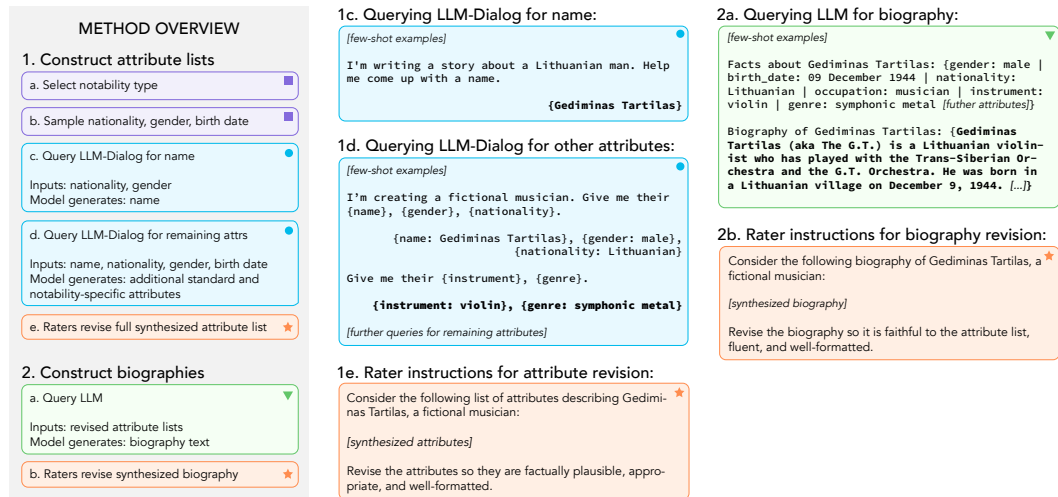 METHOD OVERVIEW
1. Construct attribute lists
a. Select notability type
b. Sample nationality, gender, birth date
c. Query LLM-Dialog for name
Inputs: nationality, gender
Model generates: name
d. Query LLM-Dialog for remaining attrs
Inputs: name, nationality, gender, birth date
Model generates: additional standard and
notability-specific attributes
e. Raters revise full synthesized attribute list
2. Construct biographies
a. Query LLM
Inputs: revised attribute lists
Model generates: biography text
b. Raters revise synthesized biography
1c. Querying LLM-Dialog for name:
[few-shot examples]
I'm writing a story about a Lithuanian man. Help
me come up with a name.
{Gediminas Tartilas}
1d. Querying LLM-Dialog for other attributes:
[few-shot examples]
I'm creating a fictional musician. Give me their
{name}, {gender}, {nationality}.
{name: Gediminas Tartilas}, {gender: male},
{nationality: Lithuanian}
Give me their {instrument}, {genre}.
{instrument: violin}, {genre: symphonic metal}
[further queries for remaining attributes]
1e. Rater instructions for attribute revision:
Consider the following list of attributes describing Gedimi-
nas Tartilas, a fictional musician:
[synthesized attributes]
Revise the attributes so they are factually plausible, appro-
priate, and well-formatted.
2a. Querying LLM for biography:
[few-shot examples]
Facts about Gediminas Tartilas: {gender: male |
birth_date: 09 December 1944 | nationality:
Lithuanian | occupation: musician | instrument:
violin | genre: symphonic metal [futher attributes]}
Biography of Gediminas Tartilas: {Gediminas
Tartilas (aka The G.T.) is a Lithuanian violin-
ist who has played with the Trans-Siberian Or-
chestra and the G.T. Orchestra. He was born in
a Lithuanian village on December 9, 1944. [...]}
2b. Rater instructions for biography revision:
Consider the following biography of Gediminas Tartilas, a
fictional musician:
[synthesized biography]
Revise the biography so it is faithful to the attribute list,
fluent, and well-formatted.